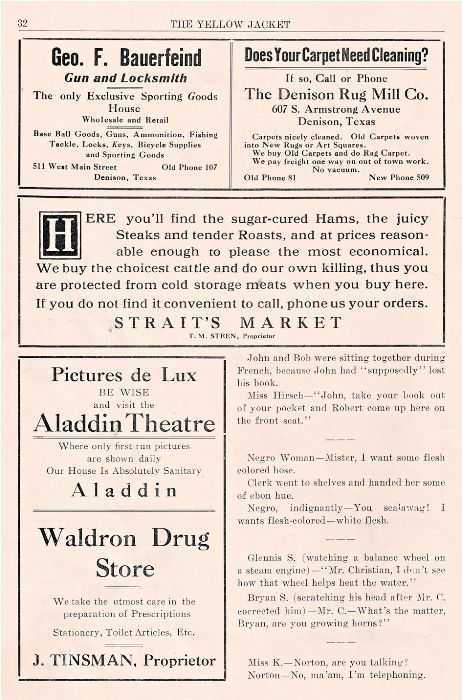 32
THE YELLOW JACKET
Geo. F. Bauerfeind
Gun and Locksmith
The only Exclusive Sporting Goods
House
Wholesale and Retail
Base Ball Goods, Guns, Ammunition, Fishing
Tackle, Locks, Keys, Bicycle Supplies
and Sporting Goods
511 West Main Street Old Phone 107
Denison, Texas
Does Your Carpet Need Cleaning?
If so, Call or Phone
The Denison Rug Mill Co.
607 S. Armstrong Avenue
Denison, Texas
Carpets nicely cleaned. Old Carpets woven
into New Rugs or Art Squares.
We buy Old Carpets and do Rag Carpet.
We pay freight one way on out of town work.
No vacuum.
Old Phone 81 New Phone 509
HERE you'll find the sugar-cured Hams, the juicy
Steaks and tender Roasts, and at prices reason-
able enough to please the most economical.
We buy the choicest cattle and do our own killing, thus you
are protected from cold storage meats when you buy here.
If you do not find it convenient to call, phone us your orders.
STRAIT'S MARKET
T. M. STEEN, Proprietor
Pictures de Lux
BE WISE
and visit the
Aladdin Theatre
Where only first-run pictures
are shown daily
Our House Is Absolutely Sanitary
Aladdin
Waldron Drug
Store
We take the utmost care in the
preparation of Prescriptions
Stationery, Toilet Articles, Etc.
J. TINSMAN, Proprietor
John and Bob were sitting together during
French, because John had "supposedly" lost
his book.
Miss Hirsch—"John, take your book out
of your pocket and Robert come up here on
the front seat."
Negro Woman—Mister, I want some flesh
colored hose.
Clerk went to shelves and handed her some
of ebon hue.
Negro, indignantly—You scalawag! I
wants flesh-colored—white flesh.
Glennis S. (watching a balance wheel on
a steam engine)—"Mr. Christian, I don't see
how that wheel helps heat the water."
Bryan S. (scratching his head after Mr. C.
corrected him)—Mr. C.—What's the matter,
Bryan, are you growing horns?"
Miss K.—Norton, are you talking?
Norton—No, ma'am, I'm telephoning.